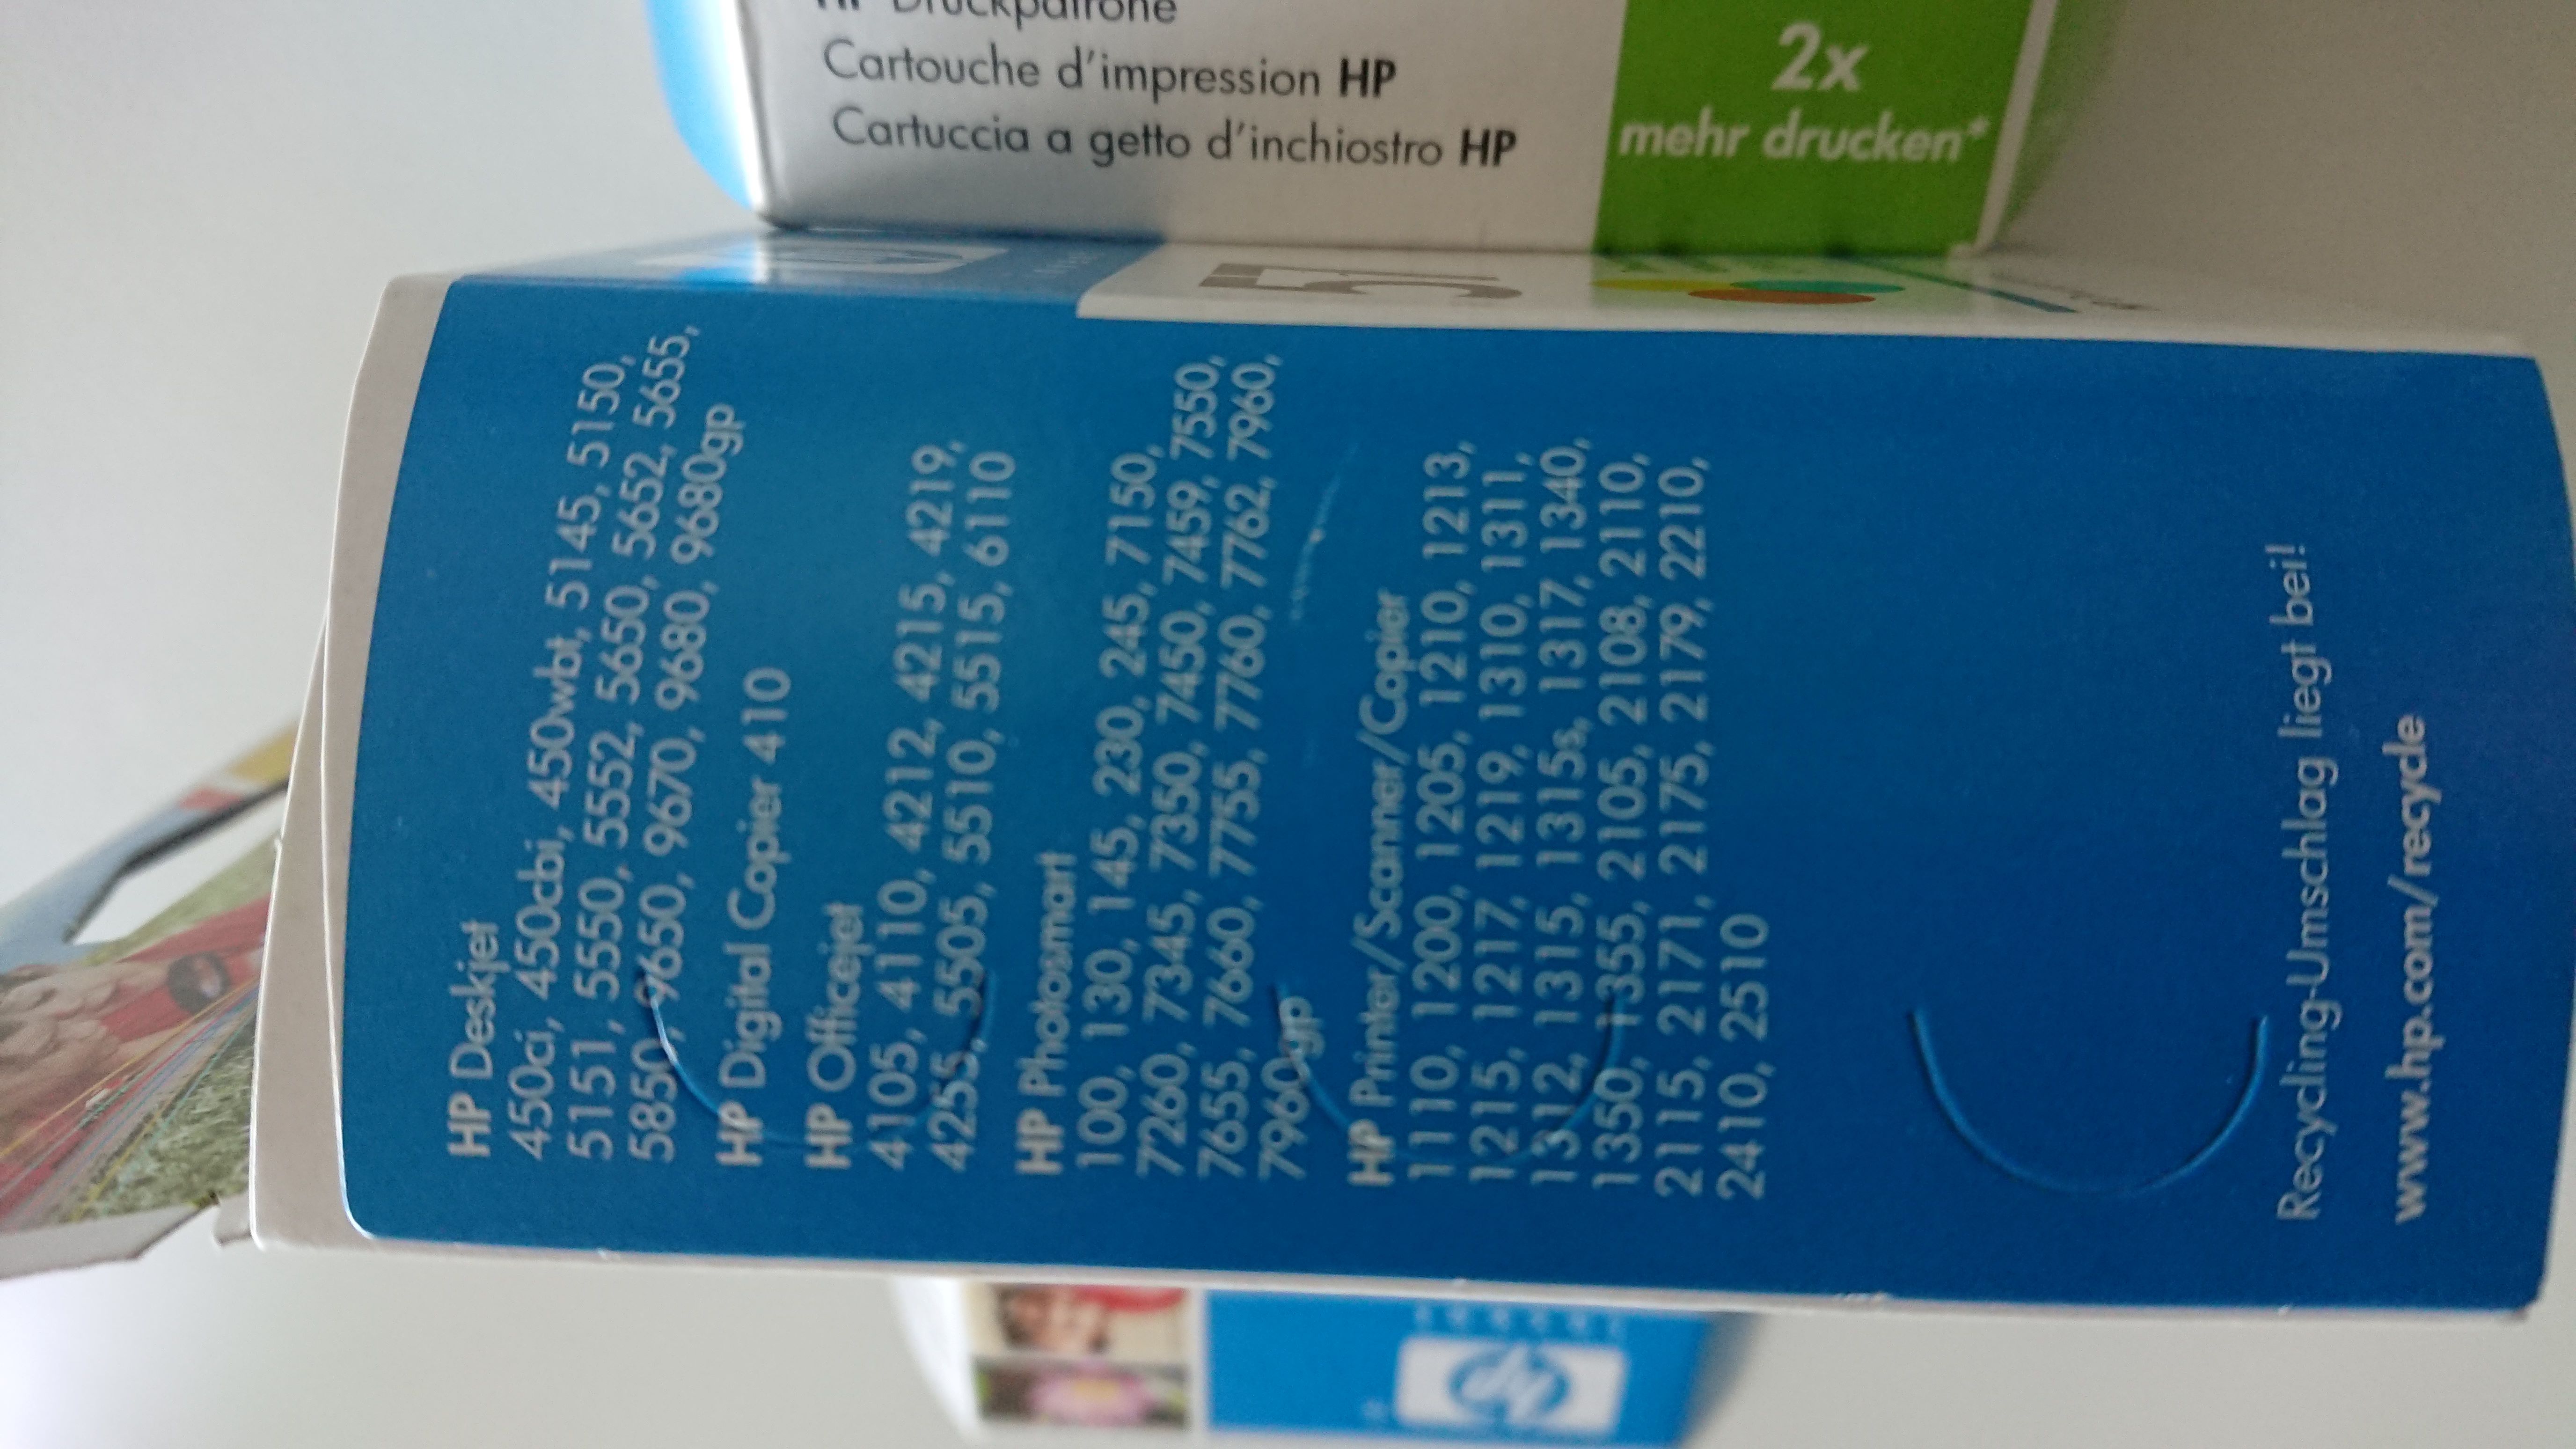 Druckpatrone
Cartouche d'impression HP
Cartuccia a getto d'inchiostro HP
2x
mehr drucken*
57
HP Deskjet
450ci, 450cbi, 450wbt, 5145, 5150,
5151, 5550, 5552, 5650, 5652, 5655,
5850, 9650, 9670, 9680, 9680gp
HP Digital Copier 410
HP Officejet
4105, 4110, 4212, 4215, 4219,
4255, 5505, 5510, 5515, 6110
HP Photosmart
100, 130, 145, 230, 245, 7150,
7260, 7345, 7350, 7450, 7459, 7550,
7655, 7660, 7755, 7760, 7762, 7960,
7960gp
HP Printer/Scanner/Copier
1110, 1200, 1205, 1210, 1213,
1215, 1217, 1219, 1310, 1311,
1312, 1315, 1315s, 1317, 1340,
1350, 1355, 2105, 2108, 2110,
2115, 2171, 2175, 2179, 2210,
2410, 2510
Recycling-Umschlag liegt bei!
www.hp.com/recycle
hp